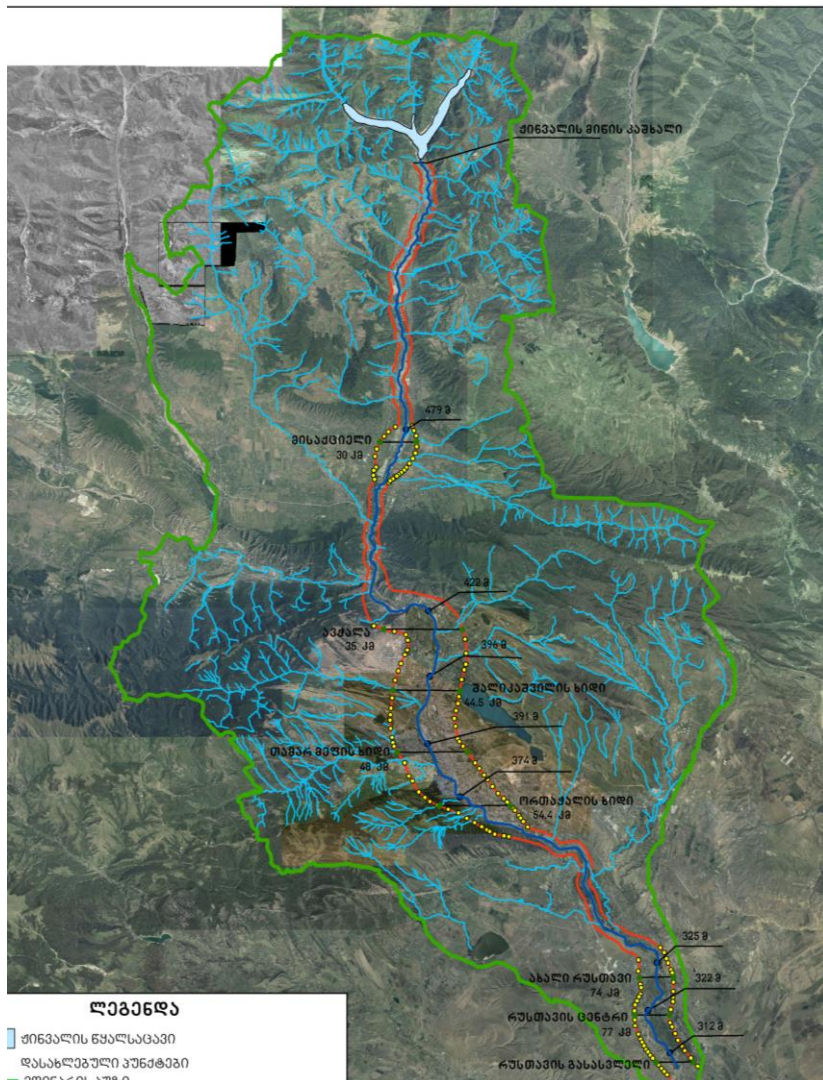 ჟინვალის მიწის კაშხალი
479 მ
მისაქციელი
30 კმ
422 მ
ავჭალა
35 კმ
396 მ
შალიკაშვილის ხიდი
44.5 კმ
391 მ
თამარ მეფის ხიდი
48 კმ
374 მ
ორთაჭალის ხიდი
54.4 კმ
325 მ
ახალი რუსთავი
74 კმ
322 მ
რუსთავის ცენტრი
77 კმ
312 მ
რუსთავის გასასვლელი
ლეგენდა
ჟინვალის წყალსაცავი
დასახლებული პუნქტები